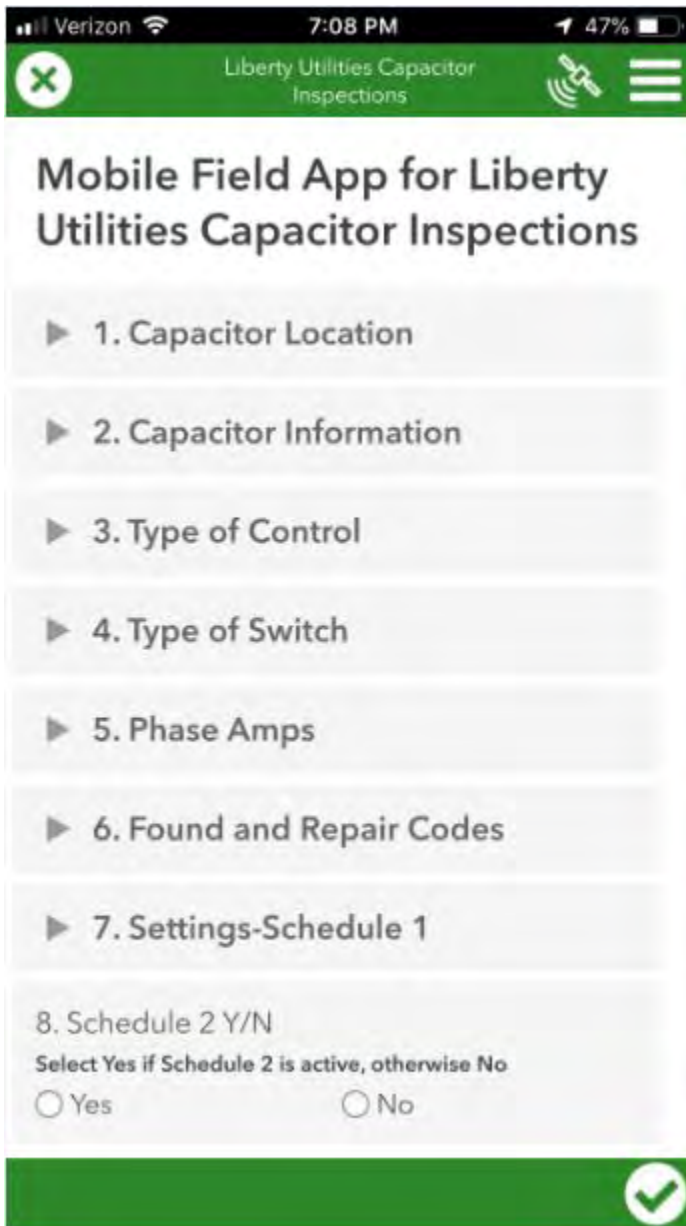 Verizon 7:08 PM 47%
Liberty Utilities Capacitor
Inspections
Mobile Field App for Liberty
Utilities Capacitor Inspections
1. Capacitor Location
2. Capacitor Information
3. Type of Control
4. Type of Switch
5. Phase Amps
6. Found and Repair Codes
7. Settings-Schedule 1
8. Schedule 2 Y/N
Select Yes if Schedule 2 is active, otherwise No
Yes No